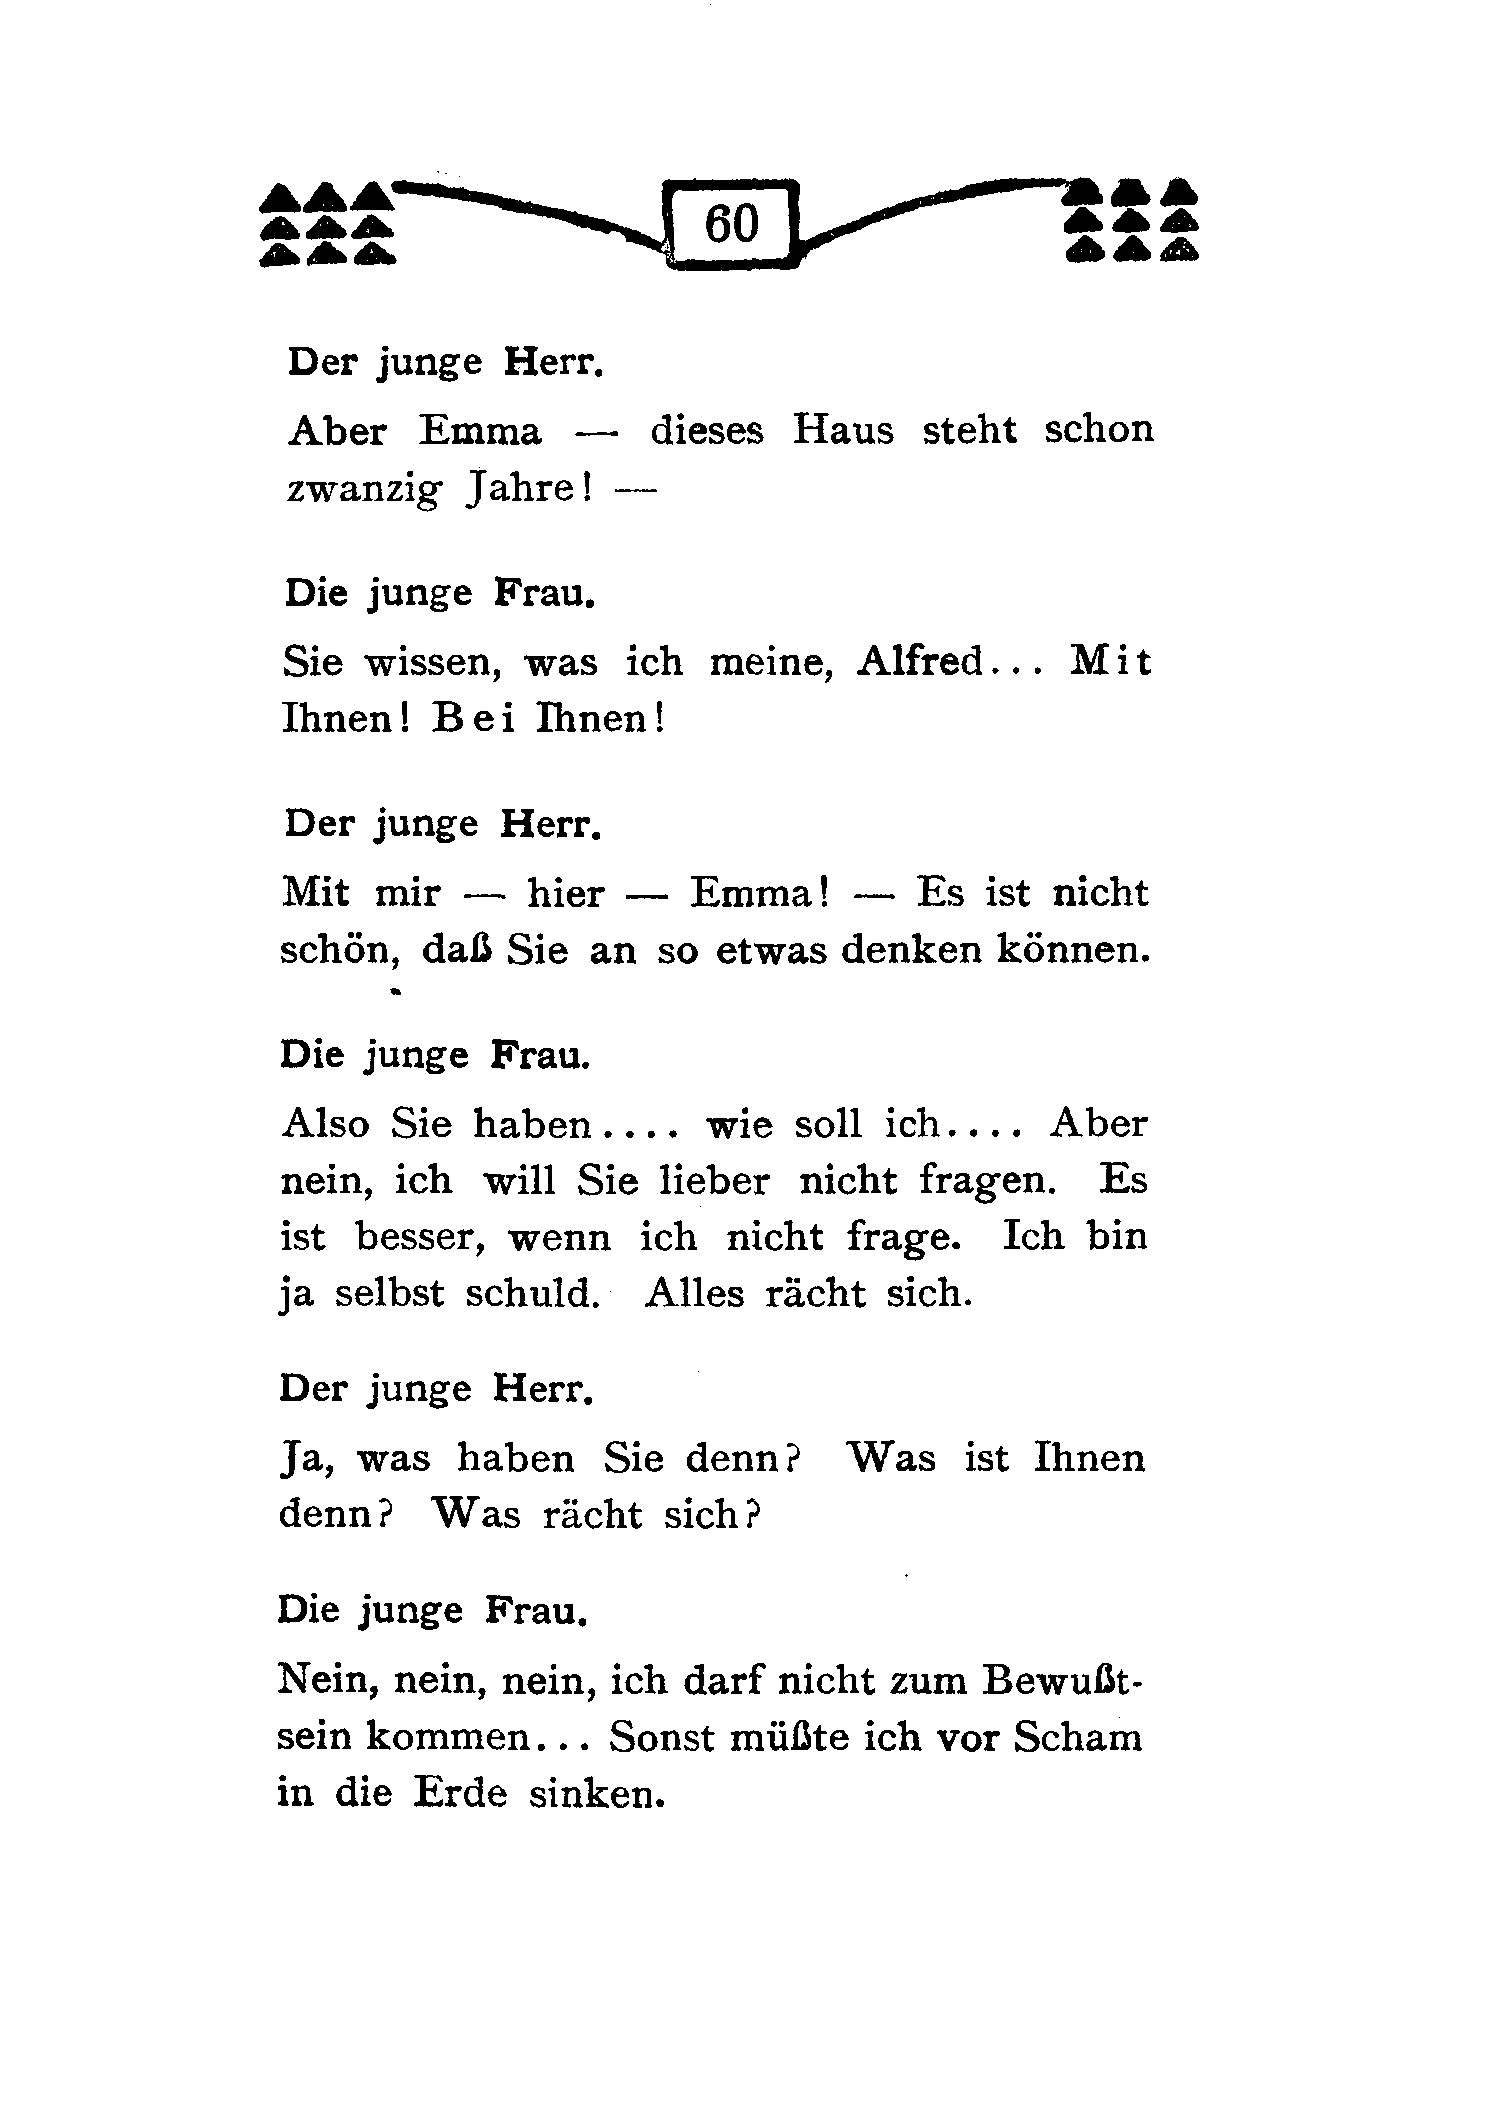 60
Der junge Herr.
Aber Emma — dieses Haus steht schon
zwanzig Jahre! —
Die junge Frau.
Sie wissen, was ich meine, Alfred... Mit
Ihnen! Bei Ihnen!
Der junge Herr.
Mit mir — hier — Emma! — Es ist nicht
schön, daß Sie an so etwas denken können.
Die junge Frau.
Also Sie haben.... wie soll ich.... Aber
nein, ich will Sie lieber nicht fragen. Es
ist besser, wenn ich nicht frage. Ich bin
ja selbst schuld. Alles rächt sich.
Der junge Herr.
Ja, was haben Sie denn? Was ist Ihnen
denn? Was rächt sich?
Die junge Frau.
Nein, nein, nein, ich darf nicht zum Bewußt-
sein kommen... Sonst müßte ich vor Scham
in die Erde sinken.